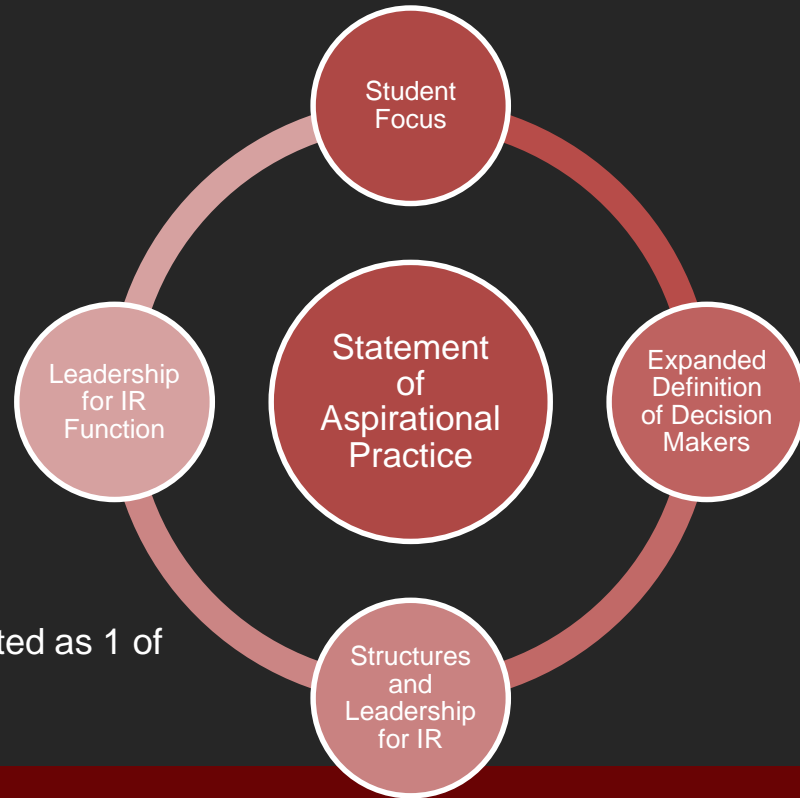 Student
Focus
Statement
of
Aspirational
Practice
Expanded
Definition
of Decision
Makers
Leadership
for IR
Function
Structures
and
Leadership
for IR
as 1 of